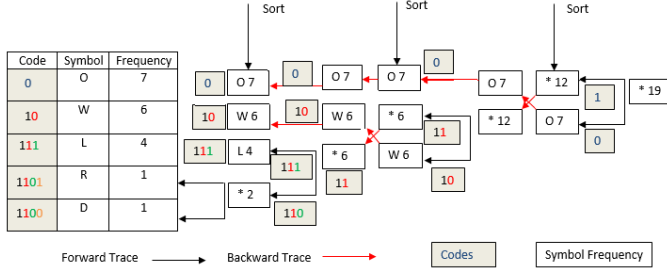 Sort Sort Sort
Code Symbol Frequency
0 O 7
10 W 6
111 L 4
1101 R 1
1100 D 1
0 O 7 0 O 7 O 7 0 O 7 * 12 * 19
10 W 6 10 W 6 * 6 11 * 12 O 7 1
111 L 4 111 * 6 11 W 6 10 0
* 2 110
Forward Trace Backward Trace Codes Symbol Frequency